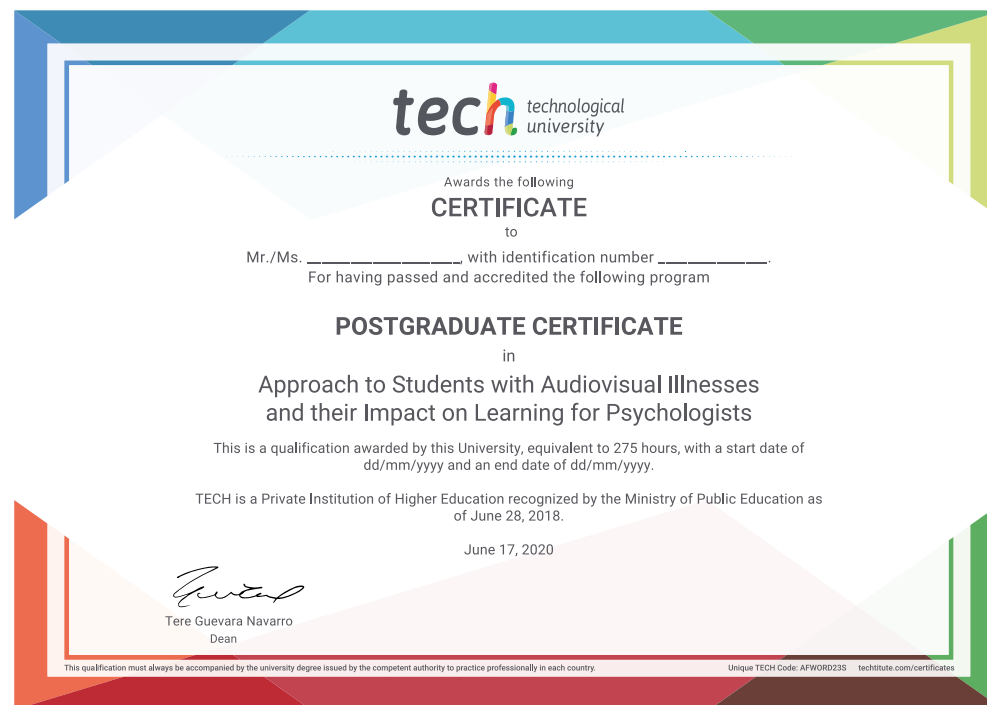 tech technological
university
Awards the following
CERTIFICATE
to
Mr./Ms. ____________________, with identification number ______________.
For having passed and accredited the following program
POSTGRADUATE CERTIFICATE
in
Approach to Students with Audiovisual Illnesses
and their Impact on Learning for Psychologists
This is a qualification awarded by this University, equivalent to 275 hours, with a start date of
dd/mm/yyyy and an end date of dd/mm/yyyy.
TECH is a Private Institution of Higher Education recognized by the Ministry of Public Education as
of June 28, 2018.
June 17, 2020
Tere Guevara Navarro
Dean
This qualification must always be accompanied by the university degree issued by the competent authority to practice professionally in each country. Unique TECH Code: AFWORD23S techtitute.com/certificates